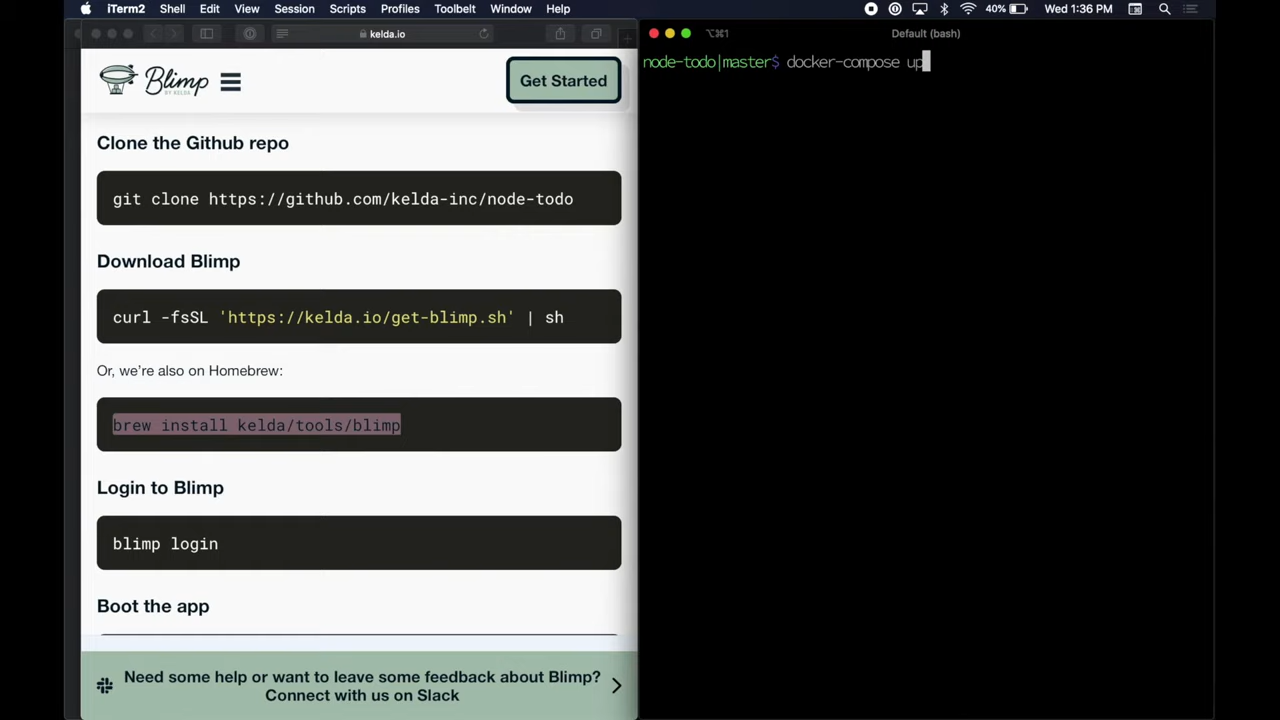 iTerm2 Shell Edit View Session Scripts Profiles Toolbelt Window Help 40% Wed 1:36 PM
kelda.io
⌥⌘1 Default (bash)
Blimp
BY KELDA
Get Started
node-todo|master$ docker-compose up
Clone the Github repo
git clone https://github.com/kelda-inc/node-todo
Download Blimp
curl -fsSL 'https://kelda.io/get-blimp.sh' | sh
Or, we're also on Homebrew:
brew install kelda/tools/blimp
Login to Blimp
blimp login
Boot the app
Need some help or want to leave some feedback about Blimp?
Connect with us on Slack